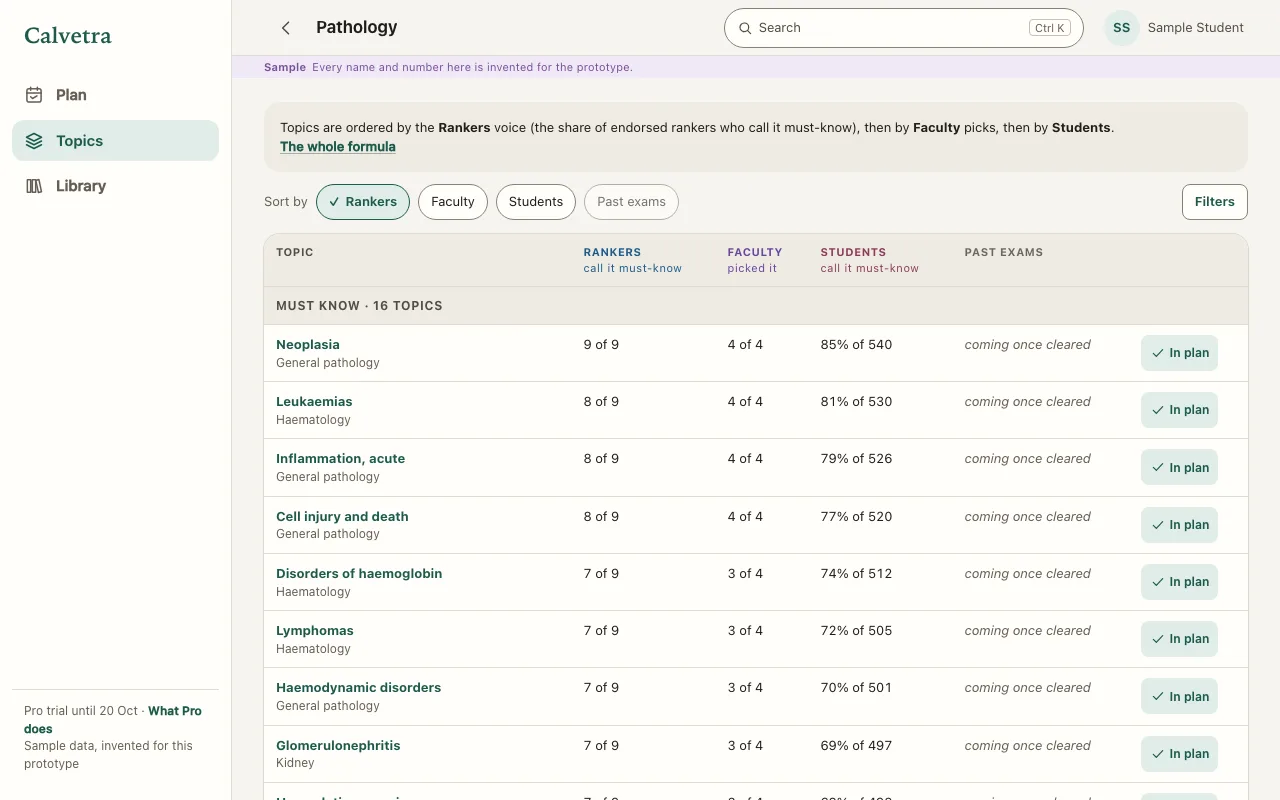 Calvetra
Plan
Topics
Library
Pro trial until 20 Oct · What Pro
does
Sample data, invented for this
prototype
Pathology
Search
Ctrl K
SS
Sample Student
Sample Every name and number here is invented for the prototype.
Topics are ordered by the Rankers voice (the share of endorsed rankers who call it must-know), then by Faculty picks, then by Students.
The whole formula
Sort by
Rankers
Faculty
Students
Past exams
Filters
TOPIC
RANKERS
call it must-know
FACULTY
picked it
STUDENTS
call it must-know
PAST EXAMS
MUST KNOW · 16 TOPICS
Neoplasia
General pathology
9 of 9
4 of 4
85% of 540
coming once cleared
In plan
Leukaemias
Haematology
8 of 9
4 of 4
81% of 530
coming once cleared
In plan
Inflammation, acute
General pathology
8 of 9
4 of 4
79% of 526
coming once cleared
In plan
Cell injury and death
General pathology
8 of 9
4 of 4
77% of 520
coming once cleared
In plan
Disorders of haemoglobin
Haematology
7 of 9
3 of 4
74% of 512
coming once cleared
In plan
Lymphomas
Haematology
7 of 9
3 of 4
72% of 505
coming once cleared
In plan
Haemodynamic disorders
General pathology
7 of 9
3 of 4
70% of 501
coming once cleared
In plan
Glomerulonephritis
Kidney
7 of 9
3 of 4
69% of 497
coming once cleared
In plan